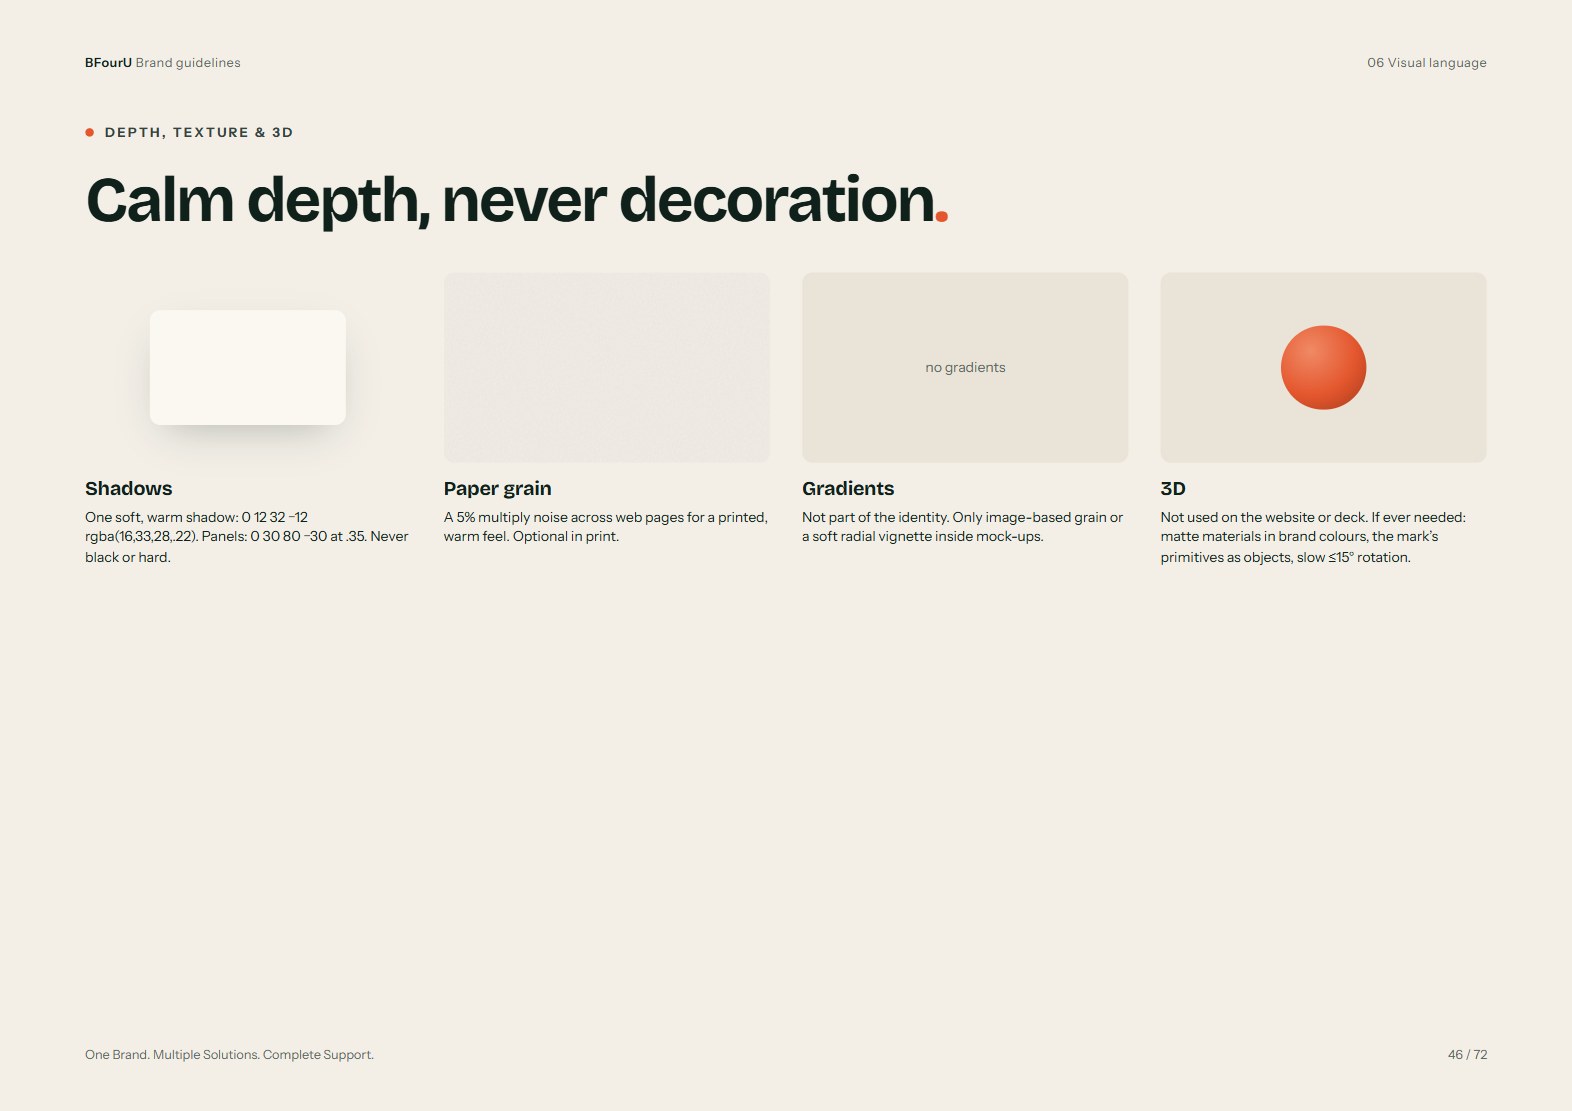 BFourU Brand guidelines
06 Visual language
DEPTH, TEXTURE & 3D
Calm depth, never decoration.
no gradients
Shadows
One soft, warm shadow: 0 12 32 −12
rgba(16,33,28,.22). Panels: 0 30 80 −30 at .35. Never
black or hard.
Paper grain
A 5% multiply noise across web pages for a printed,
warm feel. Optional in print.
Gradients
Not part of the identity. Only image-based grain or
a soft radial vignette inside mock-ups.
3D
Not used on the website or deck. If ever needed:
matte materials in brand colours, the mark’s
primitives as objects, slow ≤15° rotation.
One Brand. Multiple Solutions. Complete Support.
46 / 72